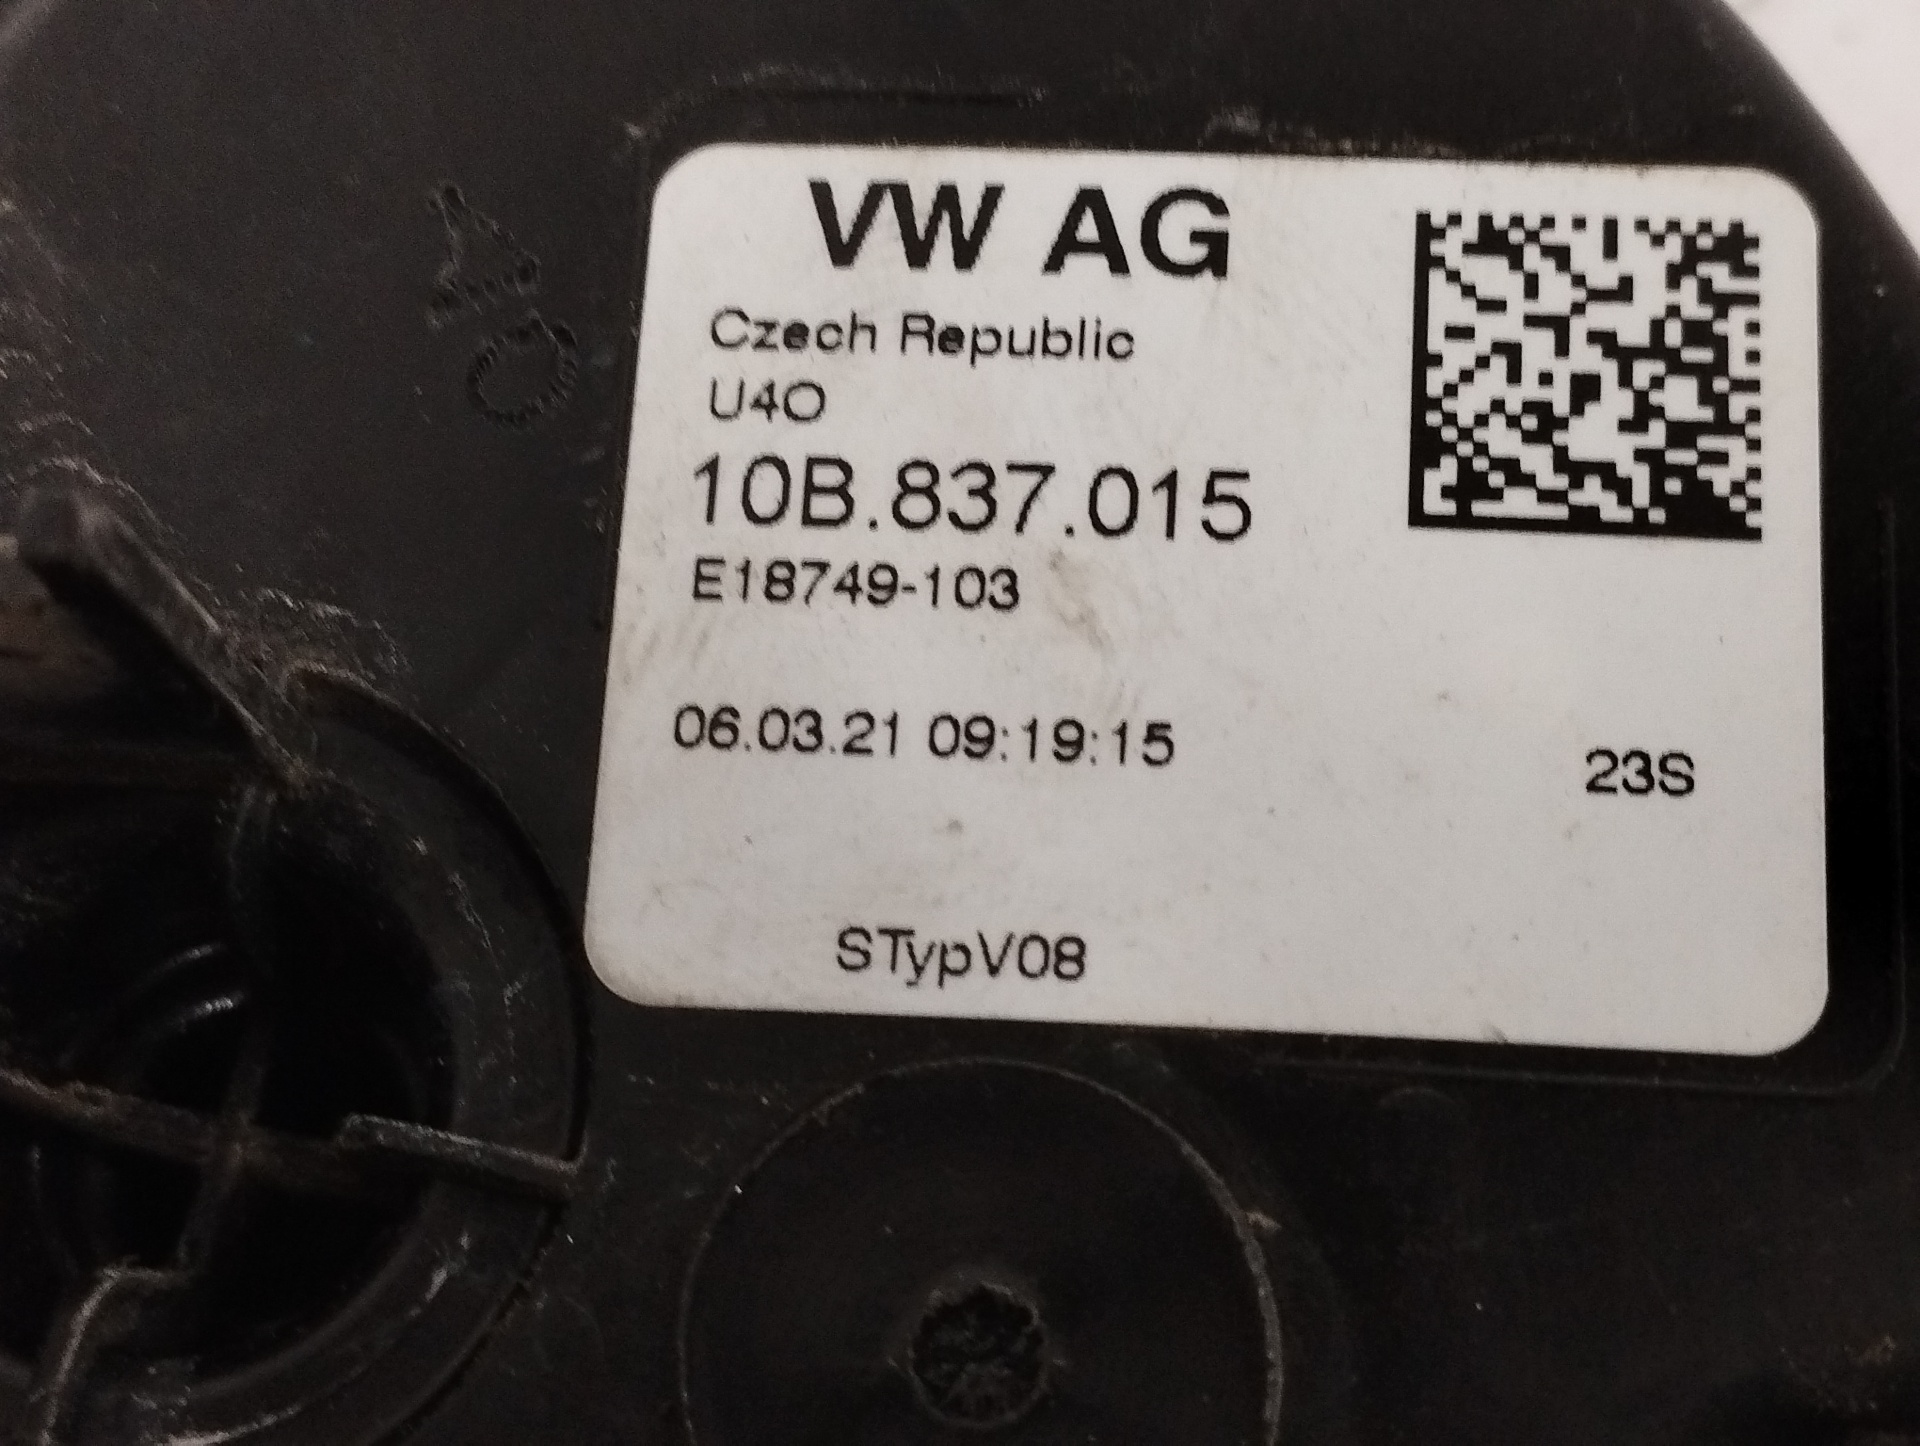 VW AG
Czech Republic
U4O
10B.837.015
E18749-103
06.03.21 09:19:15
23S
STypV08